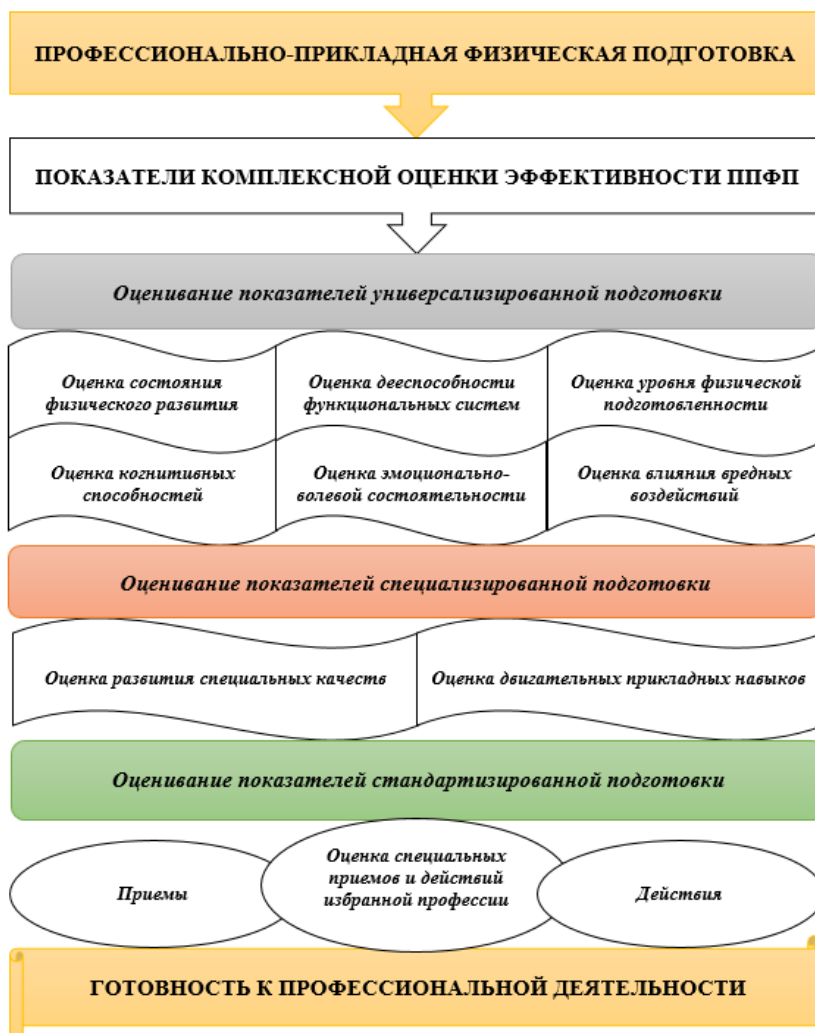 ПРОФЕССИОНАЛЬНО-ПРИКЛАДНАЯ ФИЗИЧЕСКАЯ ПОДГОТОВКА
ПОКАЗАТЕЛИ КОМПЛЕКСНОЙ ОЦЕНКИ ЭФФЕКТИВНОСТИ ППФП
Оценивание показателей универсализированной подготовки
Оценка состояния
физического развития
Оценка дееспособности
функциональных систем
Оценка уровня физической
подготовленности
Оценка когнитивных
способностей
Оценка эмоционально-
волевой состоятельности
Оценка влияния вредных
воздействий
Оценивание показателей специализированной подготовки
Оценка развития специальных качеств
Оценка двигательных прикладных навыков
Оценивание показателей стандартизированной подготовки
Приемы
Оценка специальных
приемов и действий
избранной профессии
Действия
ГОТОВНОСТЬ К ПРОФЕССИОНАЛЬНОЙ ДЕЯТЕЛЬНОСТИ